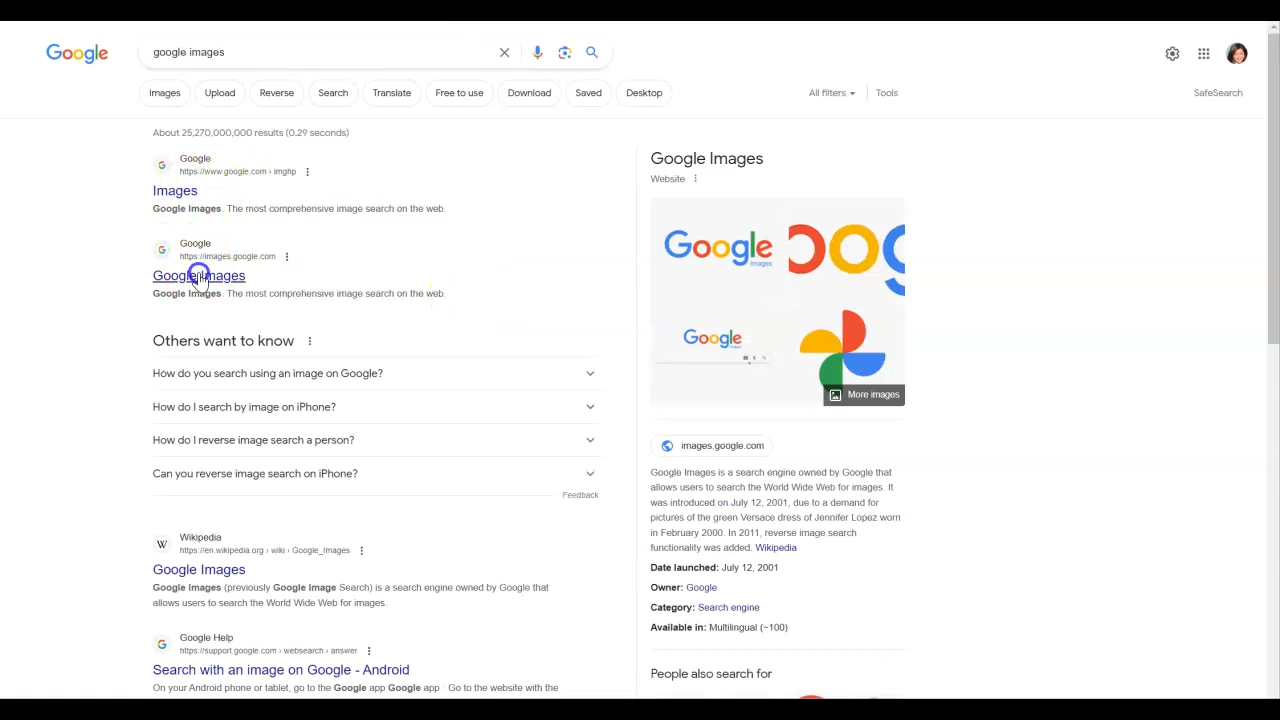 Google
google images
Images
Upload
Reverse
Search
Translate
Free to use
Download
Saved
Desktop
All filters
Tools
SafeSearch
About 25,270,000,000 results (0.29 seconds)
Google
https://www.google.com › imghp
Images
Google Images. The most comprehensive image search on the web.
Google
https://images.google.com
Google Images
Google Images. The most comprehensive image search on the web.
Others want to know
How do you search using an image on Google?
How do I search by image on iPhone?
How do I reverse image search a person?
Can you reverse image search on iPhone?
Feedback
Wikipedia
https://en.wikipedia.org › wiki › Google_Images
Google Images
Google Images (previously Google Image Search) is a search engine owned by Google that
allows users to search the World Wide Web for images.
Google Help
https://support.google.com › websearch › answer
Search with an image on Google - Android
On your Android phone or tablet, go to the Google app Google app · Go to the website with the
Google Images
Website
Google
images
Google
More images
images.google.com
Google Images is a search engine owned by Google that
allows users to search the World Wide Web for images. It
was introduced on July 12, 2001, due to a demand for
pictures of the green Versace dress of Jennifer Lopez worn
in February 2000. In 2011, reverse image search
functionality was added. Wikipedia
Date launched: July 12, 2001
Owner: Google
Category: Search engine
Available in: Multilingual (~100)
People also search for